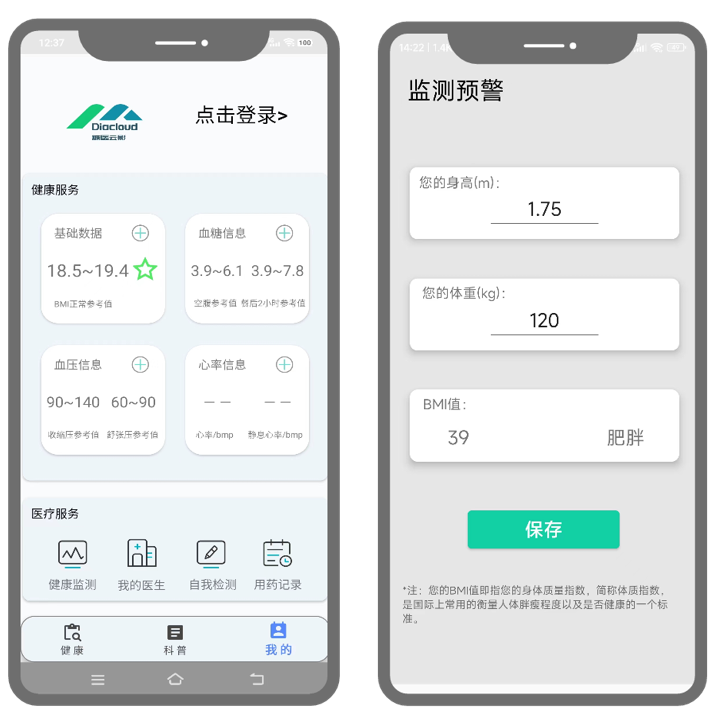 12:37
100
Diacloud
点击登录>
健康服务
基础数据
血糖信息
18.5~19.4
3.9~6.1 3.9~7.8
BMI正常参考值
空腹参考值 餐后2小时参考值
血压信息
心率信息
90~140 60~90
-- --
收缩压参考值 舒张压参考值
心率/bmp 静息心率/bmp
医疗服务
健康监测 我的医生 自我检测 用药记录
健康 科普 我的
14:22 | 1.4K
监测预警
您的身高(m):
1.75
您的体重(kg):
120
BMI值:
39 肥胖
保存
*注: 您的BMI值即指您的身体质量指数, 简称体质指数,
是国际上常用的衡量人体胖瘦程度以及是否健康的一个标
准。